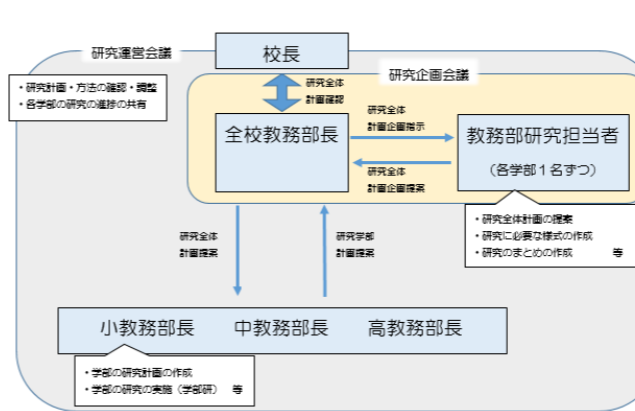 研究運営会議
校長
研究企画会議
・研究計画・方法の確認・調整
・各学部の研究の進捗の共有
研究全体
計画確認
全校教務部長
研究全体
計画企画指示
研究全体
計画企画提案
教務部研究担当者
（各学部１名ずつ）
・研究全体計画の提案
・研究に必要な様式の作成
・研究のまとめの作成　等
研究全体
計画提案
研究学部
計画提案
小教務部長　中教務部長　高教務部長
・学部の研究計画の作成
・学部の研究の実施（学部研）　等